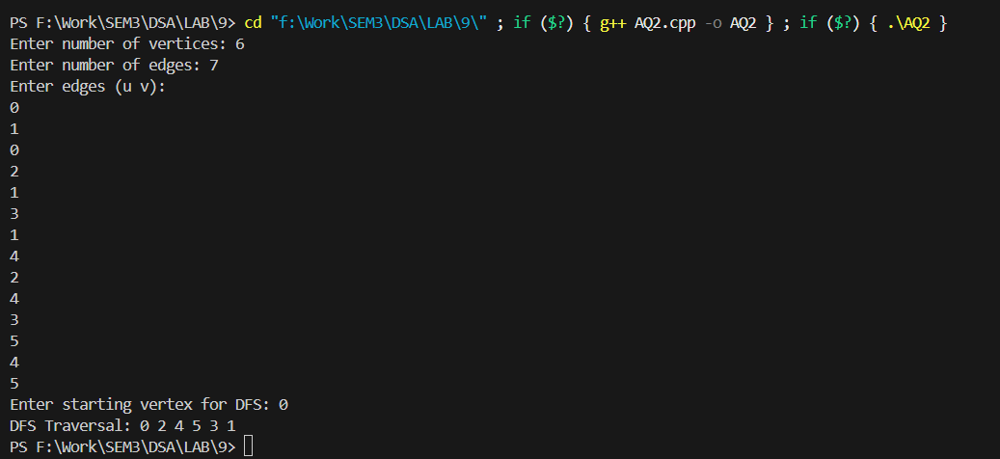 PS F:\Work\SEM3\DSA\LAB\9> cd "f:\Work\SEM3\DSA\LAB\9\" ; if ($?) { g++ AQ2.cpp -o AQ2 } ; if ($?) { .\AQ2 }
Enter number of vertices: 6
Enter number of edges: 7
Enter edges (u v):
0
1
0
2
1
3
1
4
2
4
3
5
4
5
Enter starting vertex for DFS: 0
DFS Traversal: 0 2 4 5 3 1
PS F:\Work\SEM3\DSA\LAB\9>